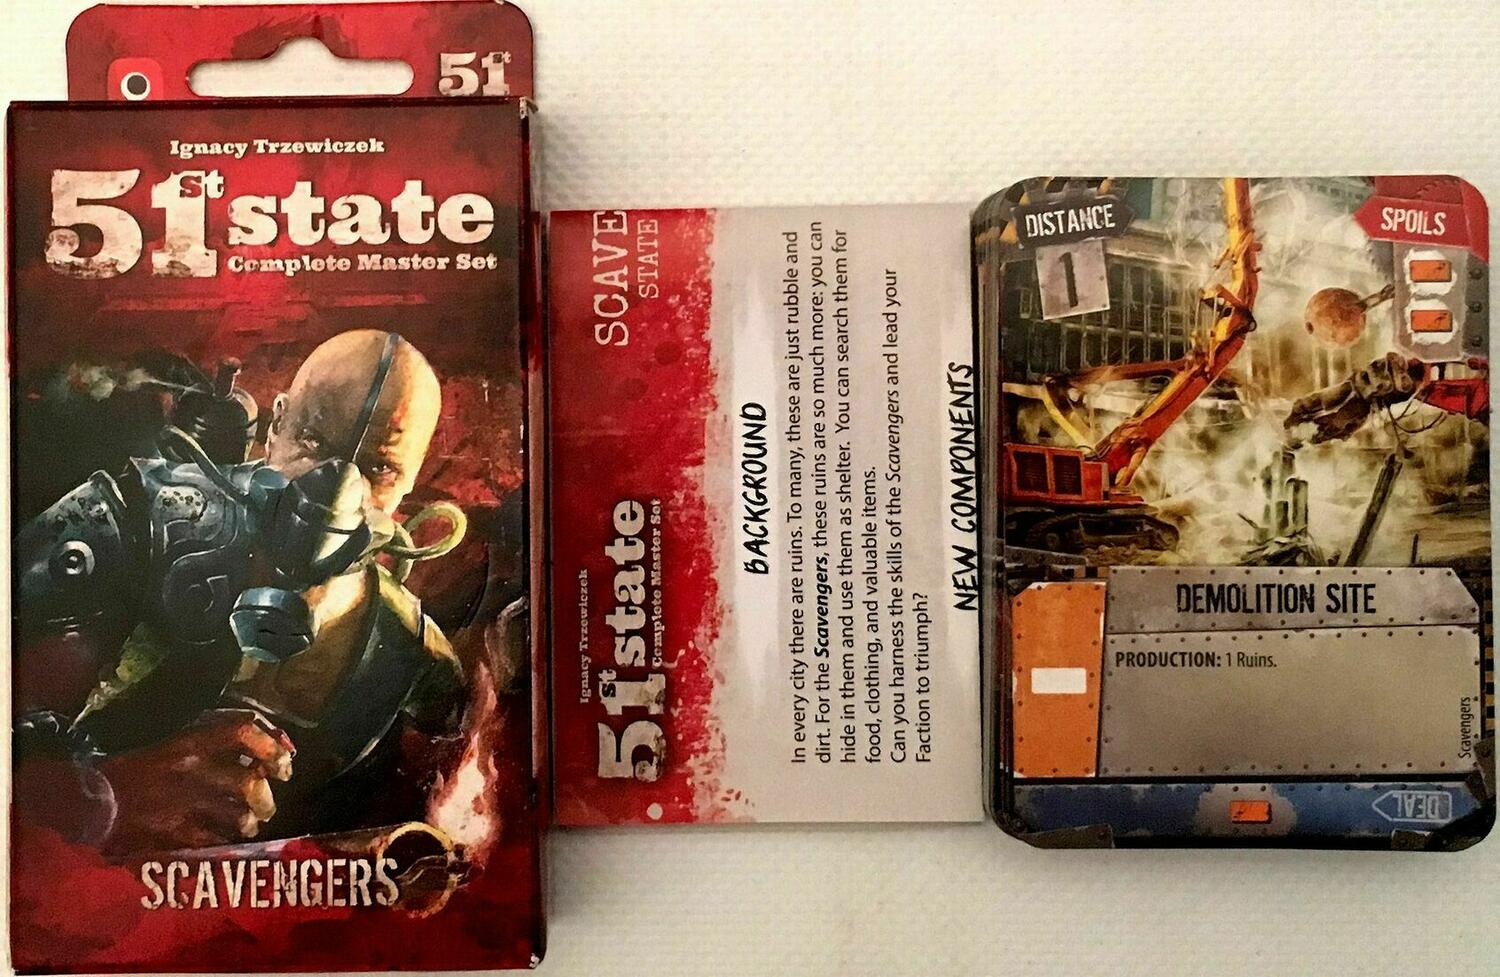 51st
Ignacy Trzewiczek
51st state
Complete Master Set
SCAVENGERS
Ignacy Trzewiczek
51st state
Complete Master Set
SCAVE
STATE
BACKGROUND
In every city there are ruins. To many, these are just rubble and
dirt. For the Scavengers, these ruins are so much more: you can
hide in them and use them as shelter. You can search them for
food, clothing, and valuable items.
Can you harness the skills of the Scavengers and lead your
Faction to triumph?
NEW COMPONENTS
DISTANCE
1
SPOILS
DEMOLITION SITE
PRODUCTION: 1 Ruins.
Scavengers
DEAL